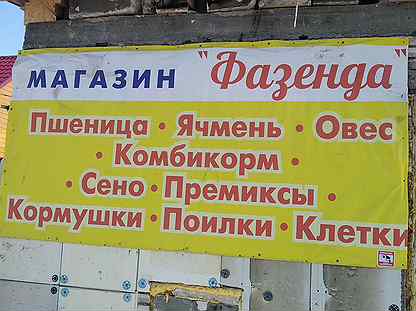 МАГАЗИН "Фазенда"
Пшеница • Ячмень • Овес
• Комбикорм •
• Сено • Премиксы •
Кормушки • Поилки • Клетки